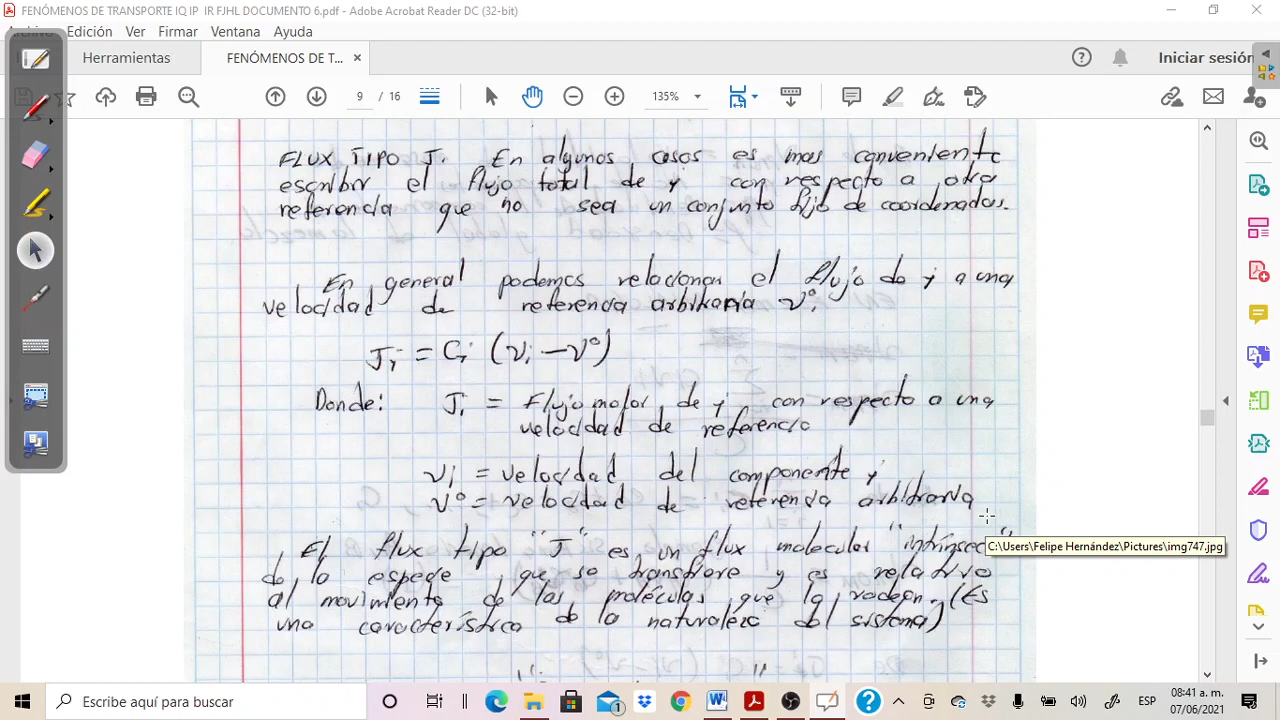 FENÓMENOS DE TRANSPORTE IQ IP  IR FJHL DOCUMENTO 6.pdf - Adobe Acrobat Reader DC (32-bit)
Archivo Edición Ver Firmar Ventana Ayuda
Herramientas FENÓMENOS DE T... × Iniciar sesión
9 / 16 135%
FLUX TIPO J. En algunos casos es mas conveniente
escribir el flujo total de i con respecto a otra
referencia que no sea un conjunto fijo de coordenadas.
En general podemos relacionar el flujo de i a una
velocidad de referencia arbitraria v°.
Ji = Ci (vi — v°)
Donde: Ji = Flujo molar de i con respecto a una
velocidad de referencia
vi = velocidad del componente i
v° = velocidad de referencia arbitraria
El flux tipo "J" es un flux molecular "intrínseco"
C:\Users\Felipe Hernández\Pictures\img747.jpg
de la especie que se transfiere y es relativo
al movimiento de las moléculas que la rodean. (Es
una característica de la naturaleza del sistema)
Escribe aquí para buscar
1
ESP
08:41 a. m.
07/06/2021